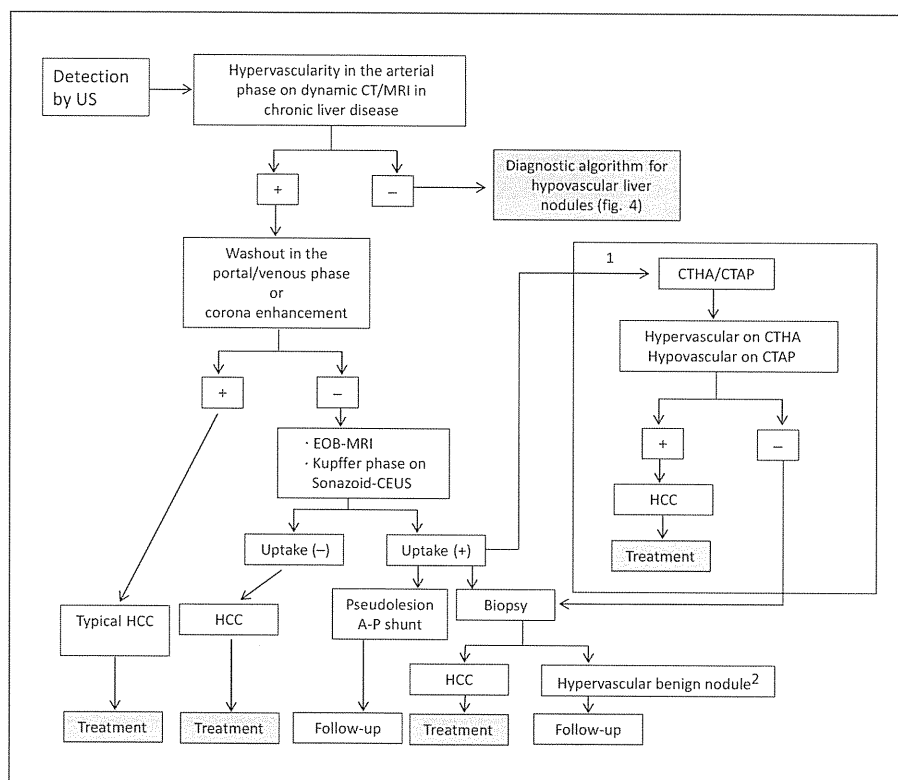 Detection
by US
Hypervascularity in the arterial
phase on dynamic CT/MRI in
chronic liver disease
+
–
Diagnostic algorithm for
hypovascular liver
nodules (fig. 4)
Washout in the
portal/venous phase
or
corona enhancement
+
–
· EOB-MRI
· Kupffer phase on
Sonazoid-CEUS
Uptake (–)
Uptake (+)
1
CTHA/CTAP
Hypervascular on CTHA
Hypovascular on CTAP
+
–
HCC
Treatment
Typical HCC
HCC
Pseudolesion
A-P shunt
Biopsy
HCC
Hypervascular benign nodule2
Treatment
Treatment
Follow-up
Treatment
Follow-up